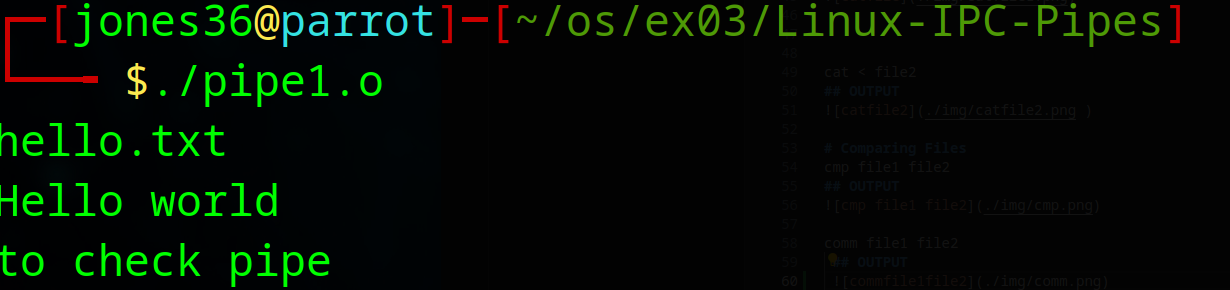 [jones36@parrot]─[~/os/ex03/Linux-IPC-Pipes]
$./pipe1.o
hello.txt
Hello world
to check pipe
48
49 cat < file2
50 ## OUTPUT
51 ![catfile2](./img/catfile2.png )
52
53 # Comparing Files
54 cmp file1 file2
55 ## OUTPUT
56 ![cmp file1 file2](./img/cmp.png)
57
58 comm file1 file2
59 ## OUTPUT
60 ![commfile1file2](./img/comm.png)